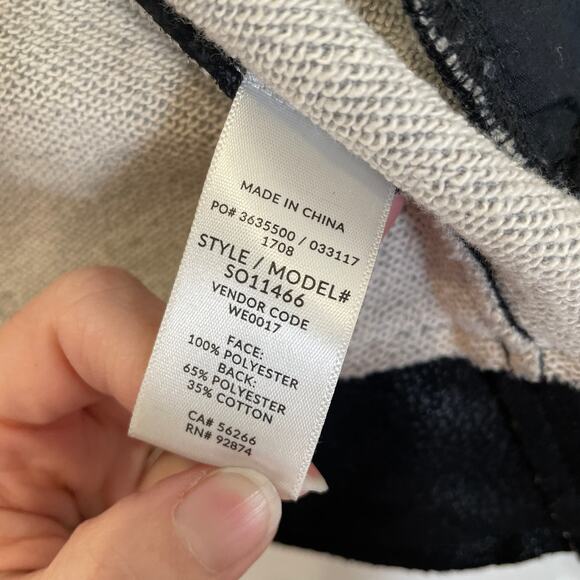 MADE IN CHINA
PO# 3635500 / 033117
1708
STYLE / MODEL#
SO11466
VENDOR CODE
WE0017
FACE:
100% POLYESTER
BACK:
65% POLYESTER
35% COTTON
CA# 56266
RN# 92874